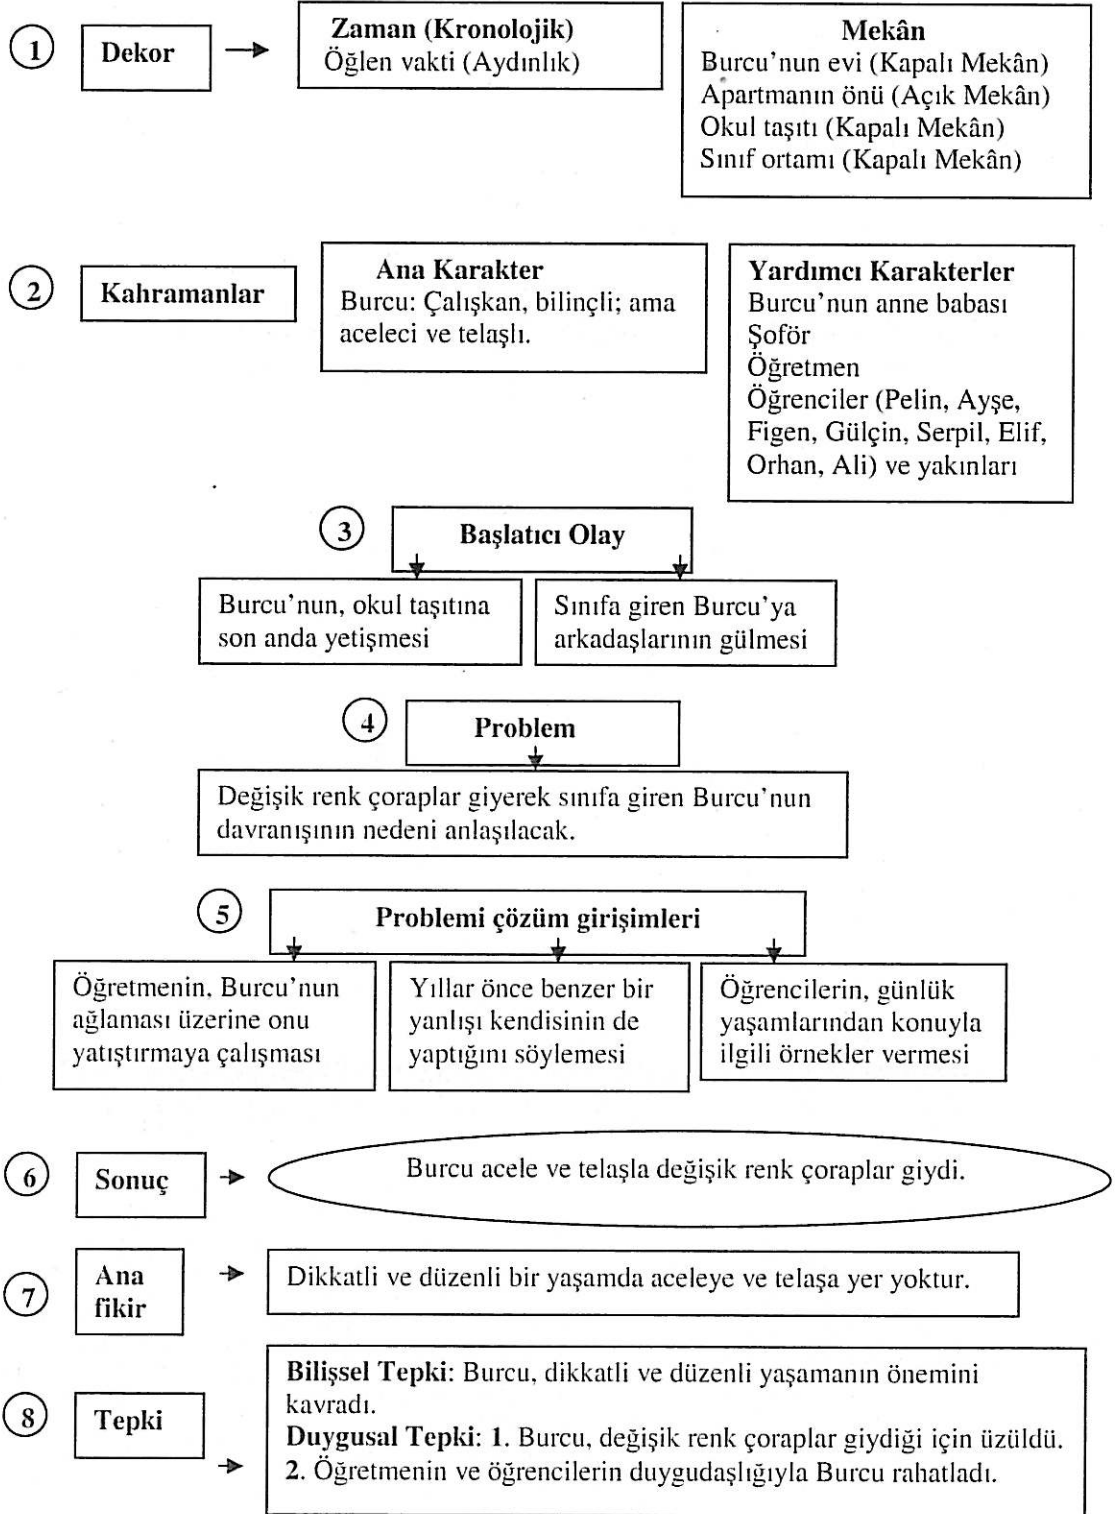 1
Dekor
Zaman (Kronolojik)
Öğlen vakti (Aydınlık)
Mekân
Burcu'nun evi (Kapalı Mekân)
Apartmanın önü (Açık Mekân)
Okul taşıtı (Kapalı Mekân)
Sınıf ortamı (Kapalı Mekân)
2
Kahramanlar
Ana Karakter
Burcu: Çalışkan, bilinçli; ama
aceleci ve telaşlı.
Yardımcı Karakterler
Burcu'nun anne babası
Şoför
Öğretmen
Öğrenciler (Pelin, Ayşe,
Figen, Gülçin, Serpil, Elif,
Orhan, Ali) ve yakınları
3
Başlatıcı Olay
Burcu'nun, okul taşıtına
son anda yetişmesi
Sınıfa giren Burcu'ya
arkadaşlarının gülmesi
4
Problem
Değişik renk çoraplar giyerek sınıfa giren Burcu'nun
davranışının nedeni anlaşılacak.
5
Problemi çözüm girişimleri
Öğretmenin, Burcu'nun
ağlaması üzerine onu
yatıştırmaya çalışması
Yıllar önce benzer bir
yanlışı kendisinin de
yaptığını söylemesi
Öğrencilerin, günlük
yaşamlarından konuyla
ilgili örnekler vermesi
6
Sonuç
Burcu acele ve telaşla değişik renk çoraplar giydi.
7
Ana
fikir
Dikkatli ve düzenli bir yaşamda aceleye ve telaşa yer yoktur.
8
Tepki
Bilişsel Tepki: Burcu, dikkatli ve düzenli yaşamanın önemini
kavradı.
Duygusal Tepki: 1. Burcu, değişik renk çoraplar giydiği için üzüldü.
2. Öğretmenin ve öğrencilerin duygudaşlığıyla Burcu rahatladı.